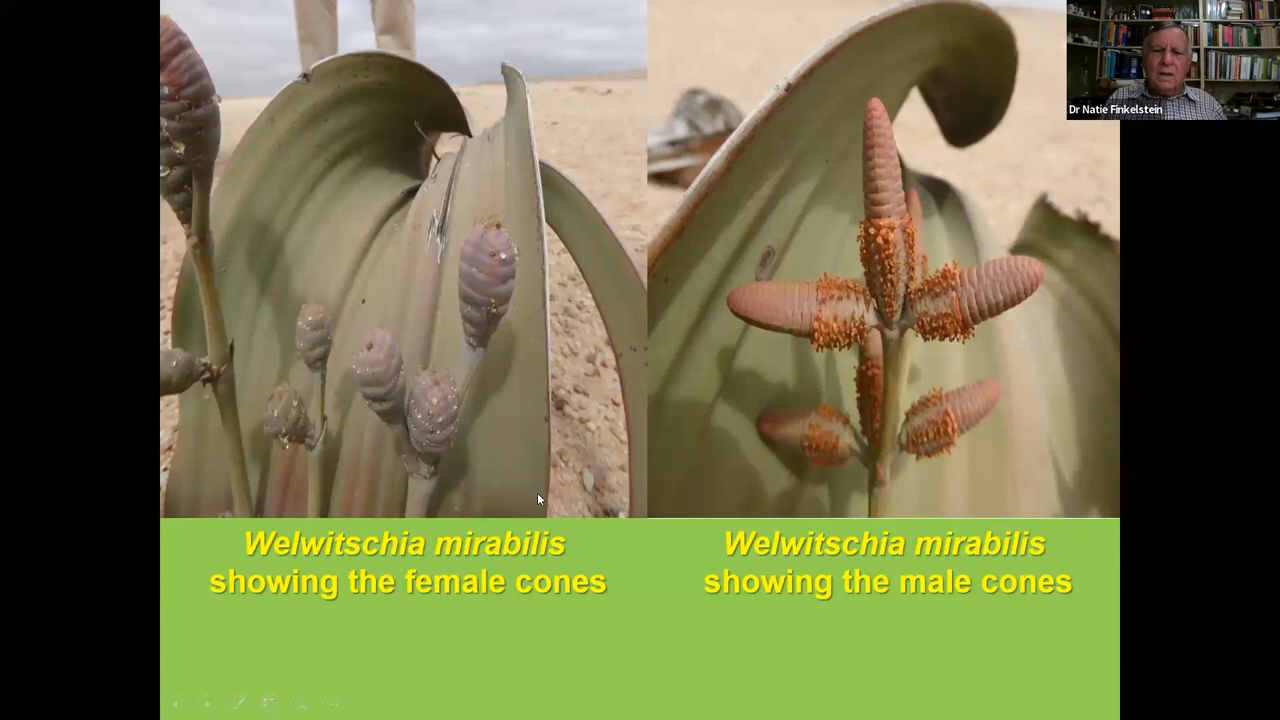 Dr Natie Finkelstein
Welwitschia mirabilis
showing the female cones
Welwitschia mirabilis
showing the male cones